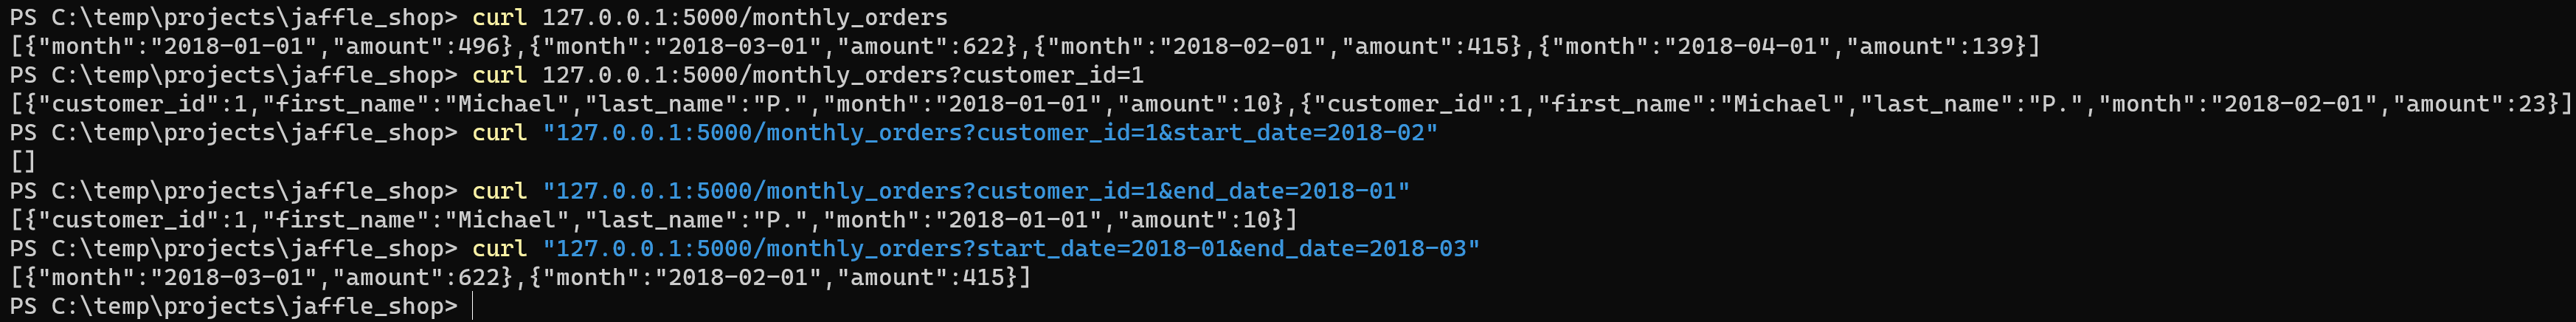 PS C:\temp\projects\jaffle_shop> curl 127.0.0.1:5000/monthly_orders
[{"month":"2018-01-01","amount":496},{"month":"2018-03-01","amount":622},{"month":"2018-02-01","amount":415},{"month":"2018-04-01","amount":139}]
PS C:\temp\projects\jaffle_shop> curl 127.0.0.1:5000/monthly_orders?customer_id=1
[{"customer_id":1,"first_name":"Michael","last_name":"P.","month":"2018-01-01","amount":10},{"customer_id":1,"first_name":"Michael","last_name":"P.","month":"2018-02-01","amount":23}]
PS C:\temp\projects\jaffle_shop> curl "127.0.0.1:5000/monthly_orders?customer_id=1&start_date=2018-02"
[]
PS C:\temp\projects\jaffle_shop> curl "127.0.0.1:5000/monthly_orders?customer_id=1&end_date=2018-01"
[{"customer_id":1,"first_name":"Michael","last_name":"P.","month":"2018-01-01","amount":10}]
PS C:\temp\projects\jaffle_shop> curl "127.0.0.1:5000/monthly_orders?start_date=2018-01&end_date=2018-03"
[{"month":"2018-03-01","amount":622},{"month":"2018-02-01","amount":415}]
PS C:\temp\projects\jaffle_shop>